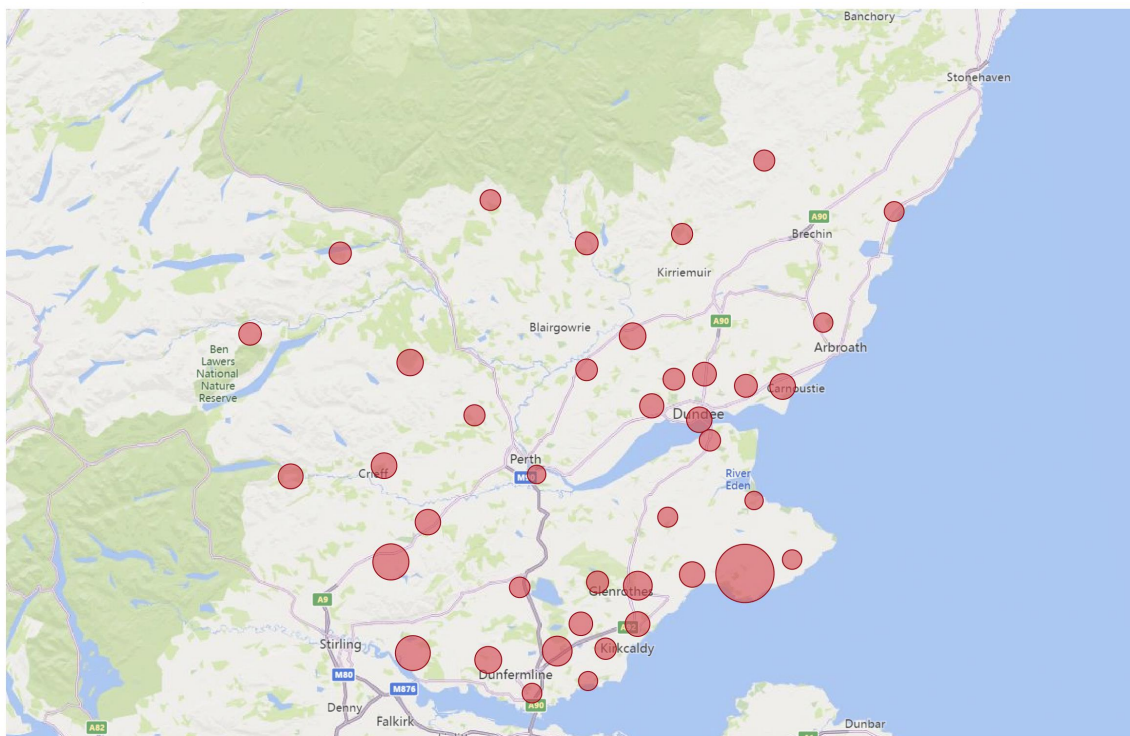 Banchory
Stonehaven
A90
Brechin
Kirriemuir
Blairgowrie
A90
Ben
Lawers
National
Nature
Reserve
Arbroath
Carnoustie
Dundee
Perth
Crieff
River
Eden
Glenrothes
A9
Stirling
A92
Kirkcaldy
M80
Dunfermline
M876
Denny
A90
Falkirk
A82
Dunbar